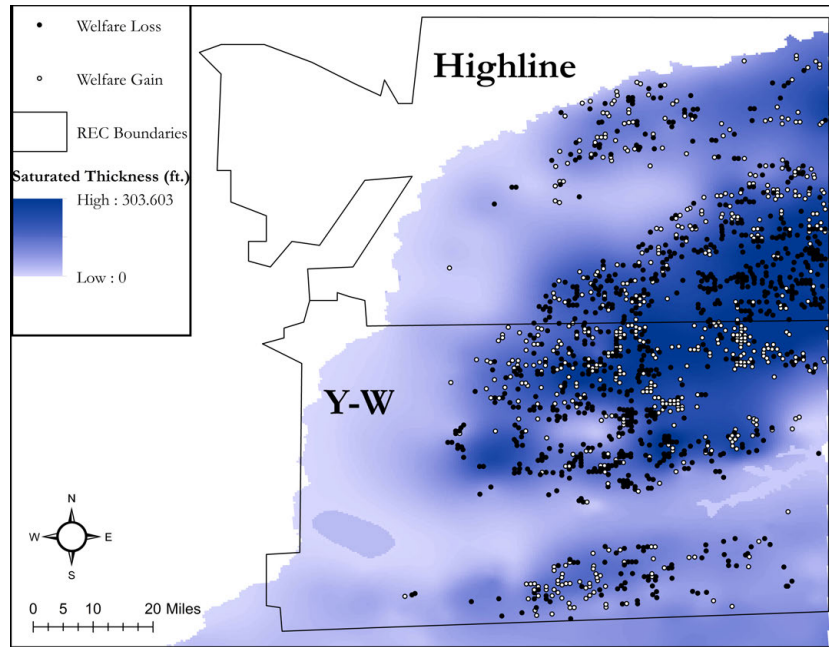 Welfare Loss
Welfare Gain
REC Boundaries
Saturated Thickness (ft.)
High : 303.603
Low : 0
Highline
Y-W
N
W E
S
0 5 10 20 Miles